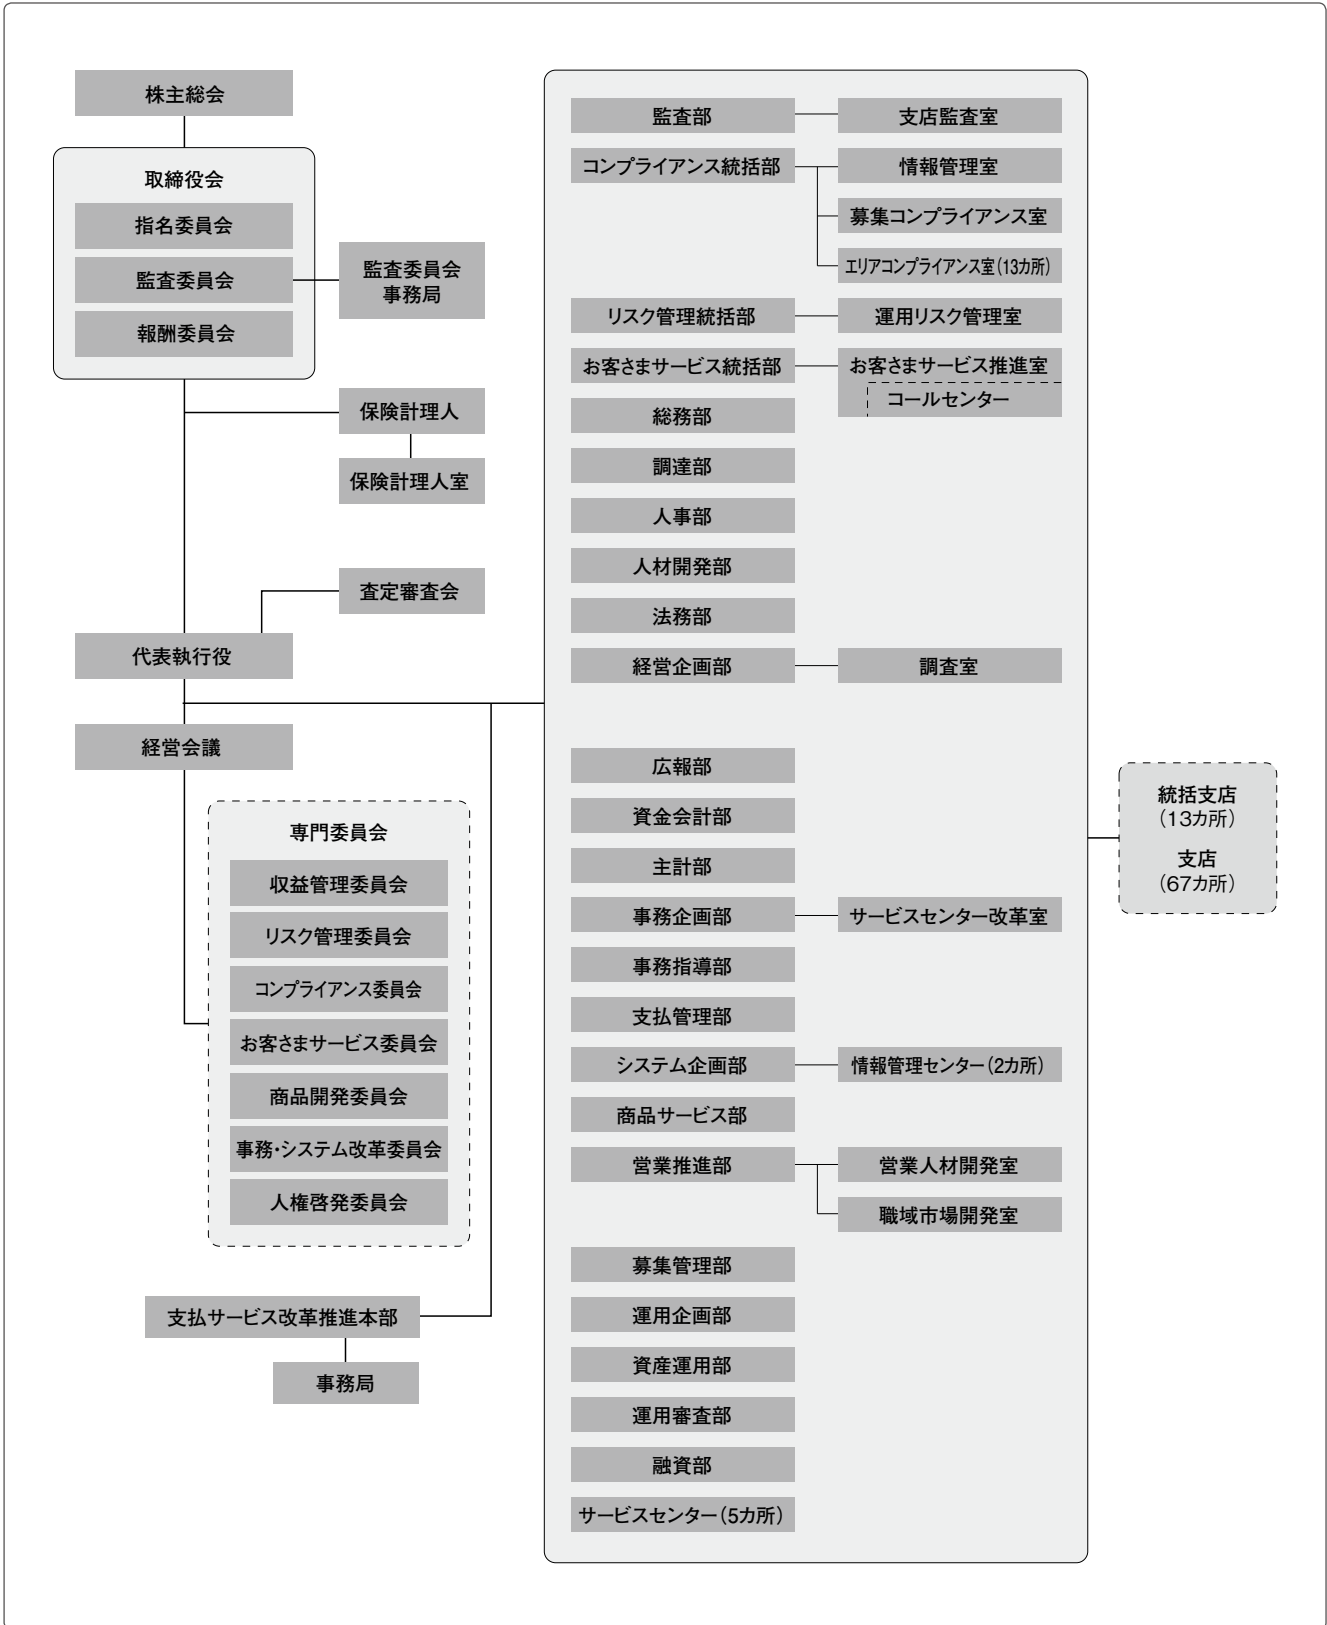 株主総会
取締役会
指名委員会
監査委員会
報酬委員会
監査委員会
事務局
保険計理人
保険計理人室
査定審査会
代表執行役
経営会議
専門委員会
収益管理委員会
リスク管理委員会
コンプライアンス委員会
お客さまサービス委員会
商品開発委員会
事務・システム改革委員会
人権啓発委員会
支払サービス改革推進本部
事務局
監査部
支店監査室
コンプライアンス統括部
情報管理室
募集コンプライアンス室
エリアコンプライアンス室(13カ所)
リスク管理統括部
運用リスク管理室
お客さまサービス統括部
お客さまサービス推進室
コールセンター
総務部
調達部
人事部
人材開発部
法務部
経営企画部
調査室
広報部
資金会計部
主計部
事務企画部
サービスセンター改革室
事務指導部
支払管理部
システム企画部
情報管理センター(2カ所)
商品サービス部
営業推進部
営業人材開発室
職域市場開発室
募集管理部
運用企画部
資産運用部
運用審査部
融資部
サービスセンター(5カ所)
統括支店
(13カ所)
支店
(67カ所)